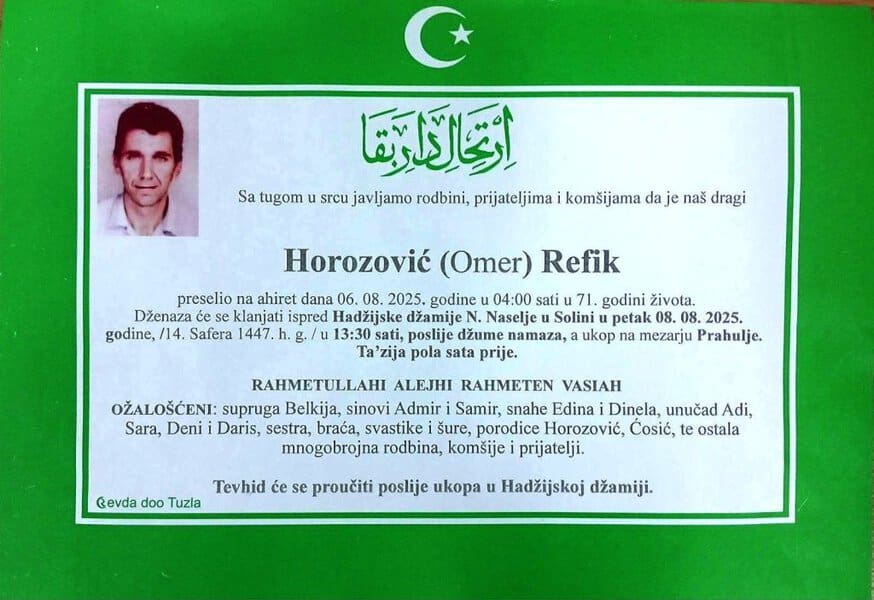 اِرْتِحَالِ دَارِ بَقَا
Sa tugom u srcu javljamo rodbini, prijateljima i komšijama da je naš dragi
Horozović (Omer) Refik
preselio na ahiret dana 06. 08. 2025. godine u 04:00 sati u 71. godini života.
Dženaza će se klanjati ispred Hadžijske džamije N. Naselje u Solini u petak 08. 08. 2025.
godine, /14. Safera 1447. h. g. / u 13:30 sati, poslije džume namaza, a ukop na mezarju Prahulje.
Ta’zija pola sata prije.
RAHMETULLAHI ALEJHI RAHMETEN VASIAH
OŽALOŠĆENI: supruga Belkija, sinovi Admir i Samir, snahe Edina i Dinela, unučad Adi,
Sara, Deni i Daris, sestra, braća, svastike i šure, porodice Horozović, Ćosić, te ostala
mnogobrojna rodbina, komšije i prijatelji.
Tevhid će se proučiti poslije ukopa u Hadžijskoj džamiji.
evda doo Tuzla